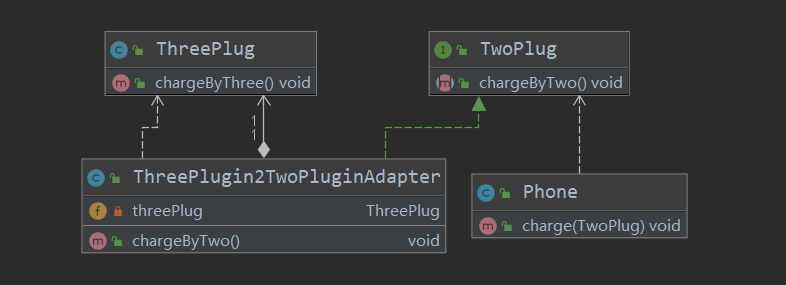 ThreePlug
chargeByThree() void
TwoPlug
chargeByTwo() void
1
1
ThreePlugin2TwoPluginAdapter
threePlug ThreePlug
chargeByTwo() void
Phone
charge(TwoPlug) void